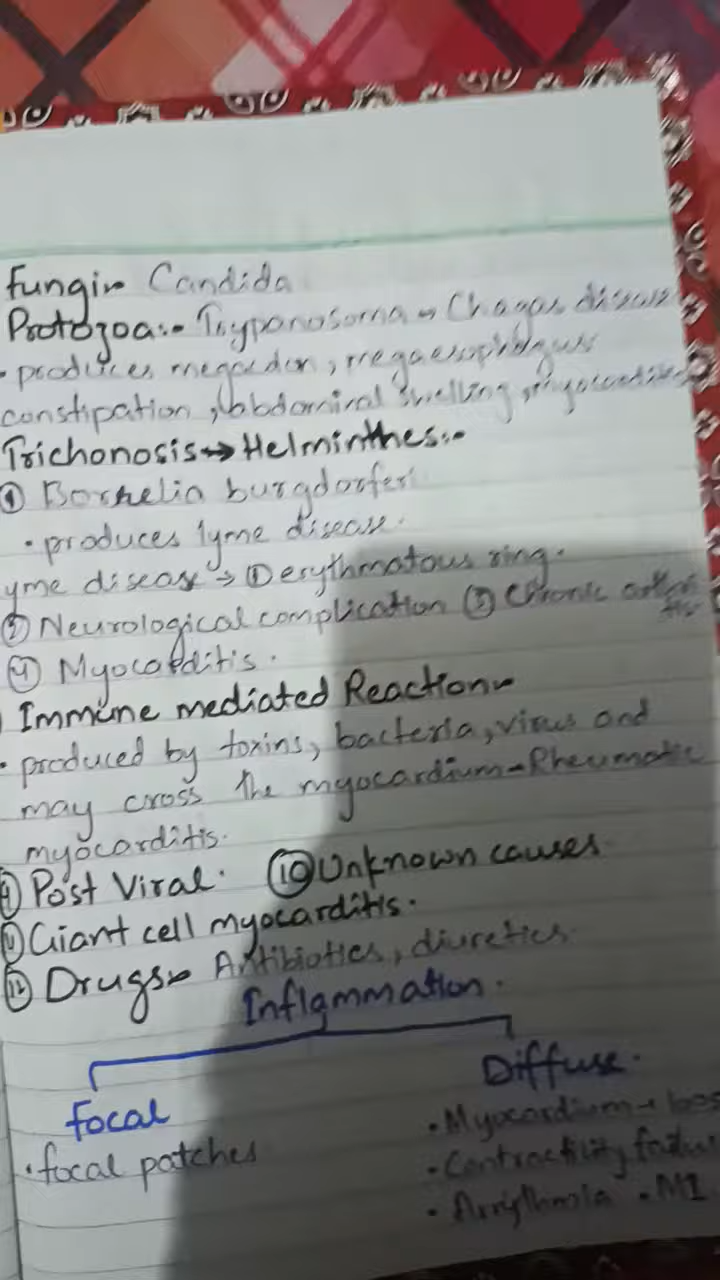 Fungi:- Candida
Protozoa:- Trypanosoma → Chagas disease
• produces megacolon, megaesophagus
constipation, abdominal swelling, myocarditis
Trichonosis → Helminthes:-
① Borrelia burgdorferi
• produces lyme disease.
yme disease → ① erythmatous ring.
② Neurological complication ③ Chronic
④ Myocarditis.
Immune mediated Reaction
• produced by toxins, bacteria, virus and
may cross the myocardium - Rheumatic
myocarditis.
Post Viral. ⑩ Unknown causes
Giant cell myocarditis.
⑫ Drugs:- Antibiotics, diuretics.
Inflammation.
Focal
Diffuse.
• focal patches
• Myocardium → loss
• Contractility
• Arrythmia • MI